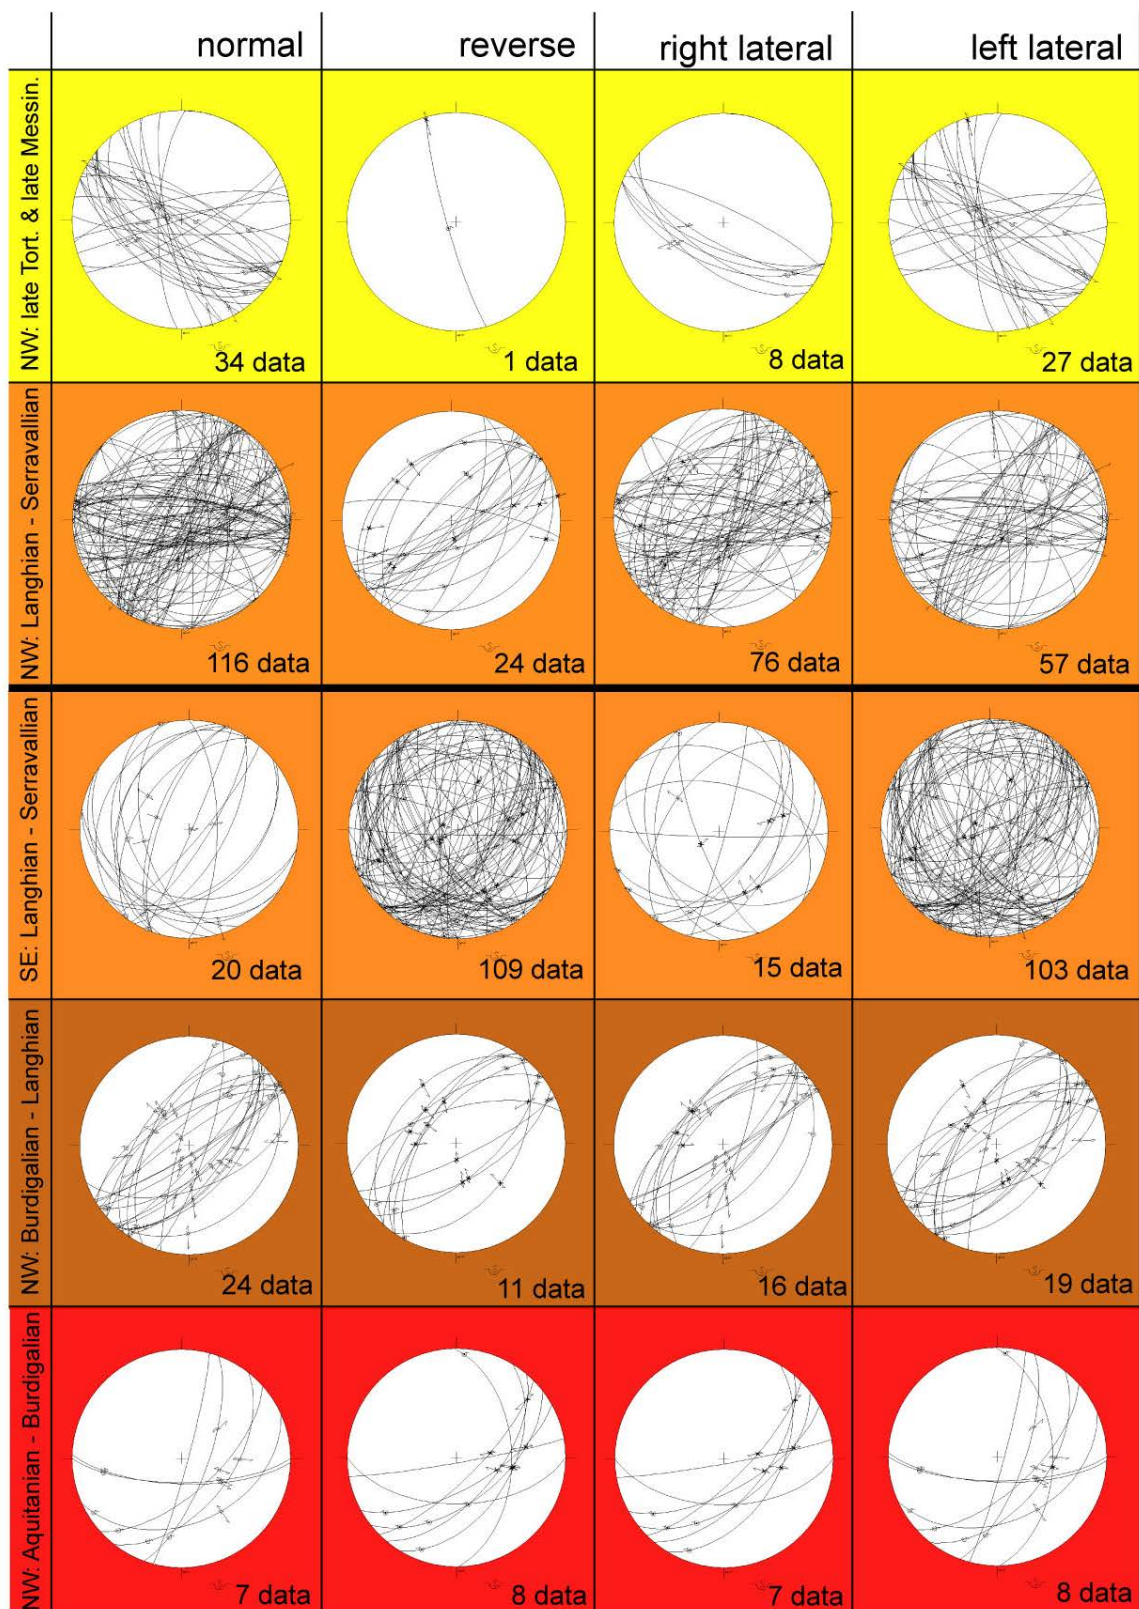 normal reverse right lateral left lateral
NW: late Tort. & late Messin.
34 data 1 data 8 data 27 data
NW: Langhian - Serravallian
116 data 24 data 76 data 57 data
SE: Langhian - Serravallian
20 data 109 data 15 data 103 data
NW: Burdigalian - Langhian
24 data 11 data 16 data 19 data
NW: Aquitanian - Burdigalian
7 data 8 data 7 data 8 data